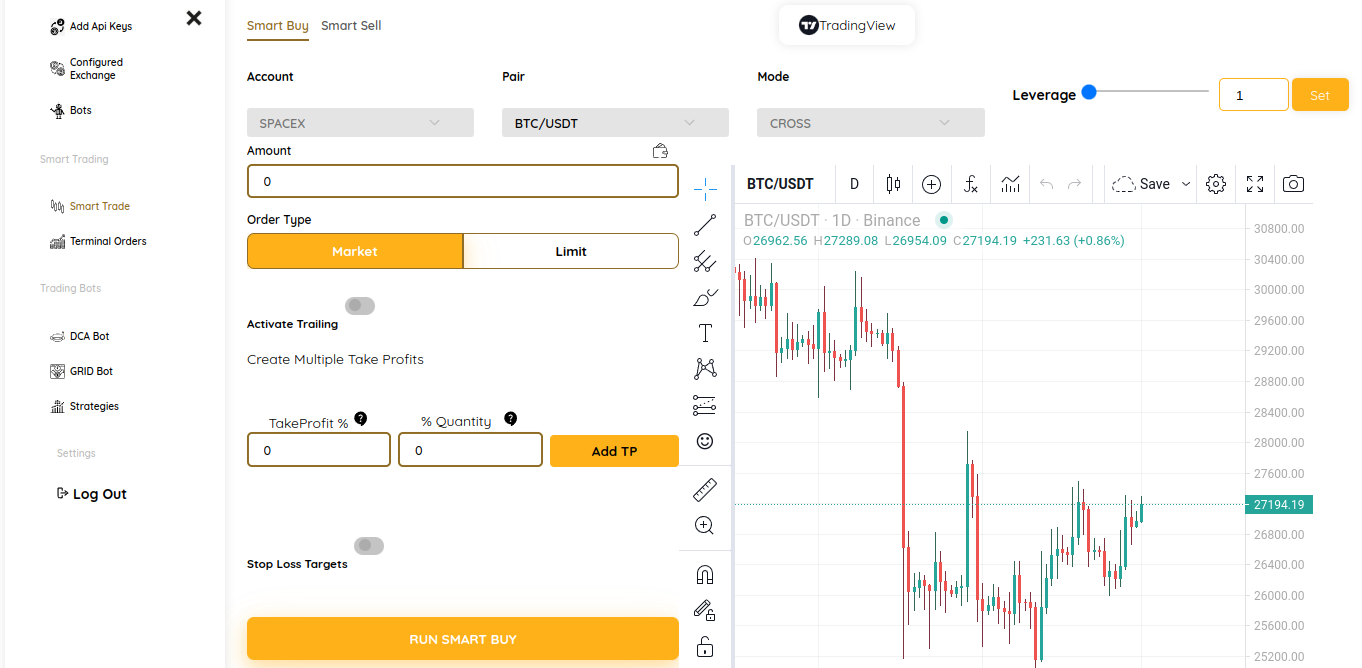 Add Api Keys
Configured
Exchange
Bots
Smart Trading
Smart Trade
Terminal Orders
Trading Bots
DCA Bot
GRID Bot
Strategies
Settings
Log Out
Smart Buy Smart Sell
TradingView
Account Pair Mode
Leverage 1 Set
SPACEX BTC/USDT CROSS
Amount
0
Order Type
Market Limit
Activate Trailing
Create Multiple Take Profits
TakeProfit % ? % Quantity ?
0 0 Add TP
Stop Loss Targets
RUN SMART BUY
BTC/USDT D Save
BTC/USDT · 1D · Binance
O26962.56 H27289.08 L26954.09 C27194.19 +231.63 (+0.86%)
30800.00
30400.00
30000.00
29600.00
29200.00
28800.00
28400.00
28000.00
27600.00
27194.19
26800.00
26400.00
26000.00
25600.00
25200.00